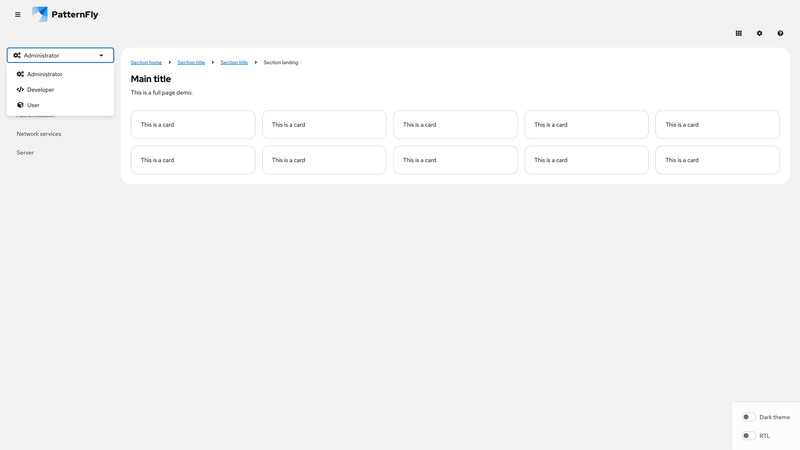 PatternFly
Administrator
Administrator
Developer
User
Network services
Server
Section home Section title Section title Section landing
Main title
This is a full page demo.
This is a card This is a card This is a card This is a card This is a card
This is a card This is a card This is a card This is a card This is a card
Dark theme
RTL